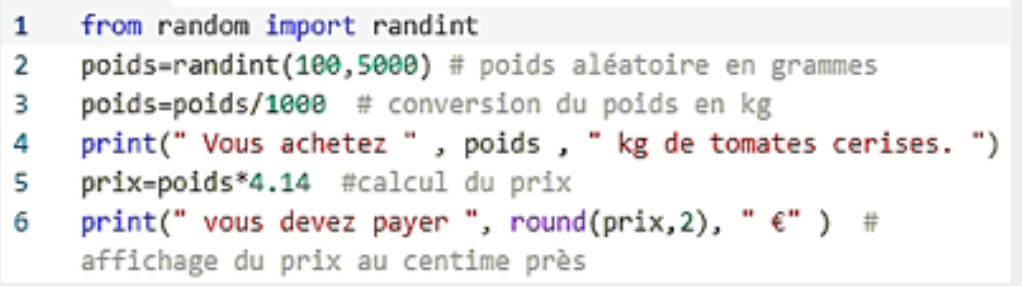 1 from random import randint
2 poids=randint(100,5000) # poids aléatoire en grammes
3 poids=poids/1000  # conversion du poids en kg
4 print(" Vous achetez " , poids , " kg de tomates cerises. ")
5 prix=poids*4.14  #calcul du prix
6 print(" vous devez payer ", round(prix,2), " €" )  #
affichage du prix au centime près